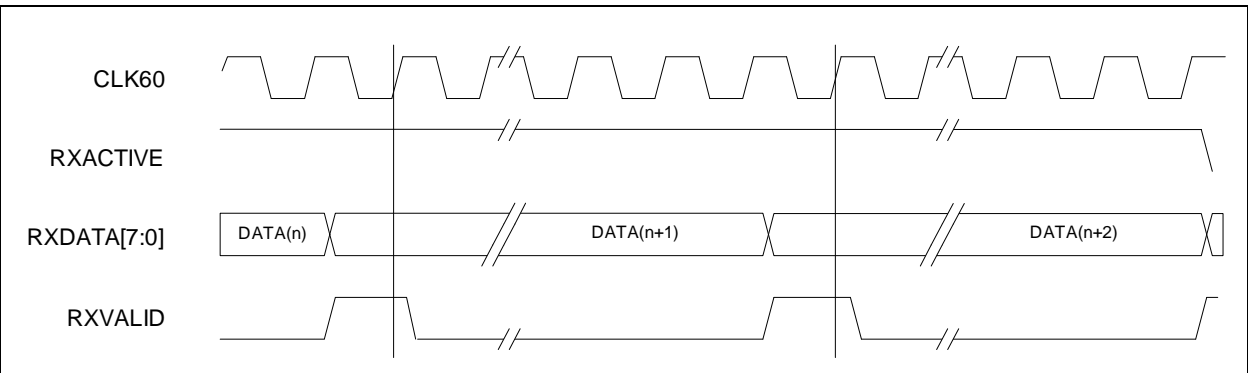 CLK60
RXACTIVE
RXDATA[7:0] DATA(n) DATA(n+1) DATA(n+2)
RXVALID